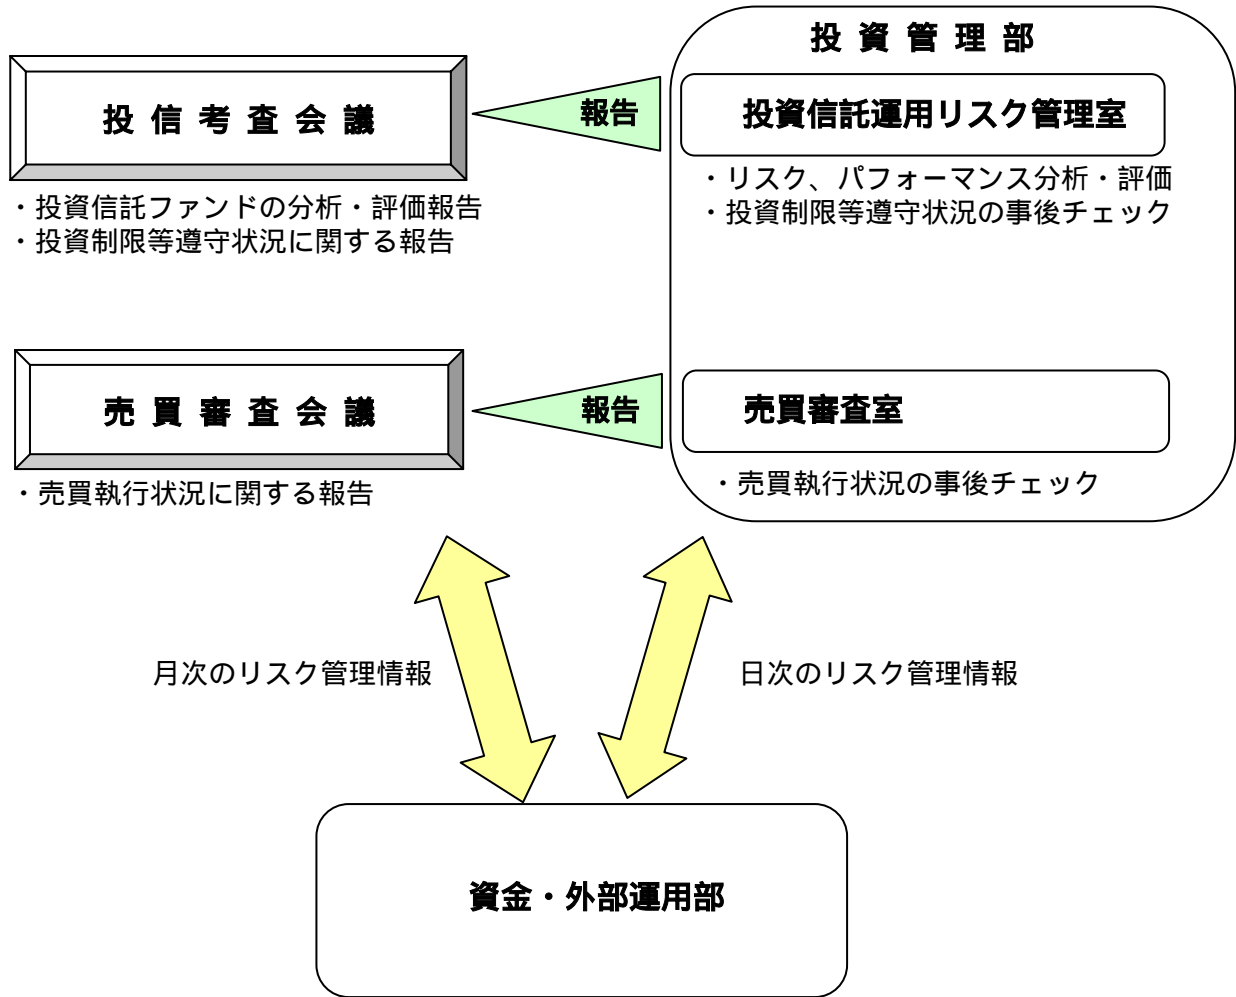 投資管理部
投信考査会議
報告
投資信託運用リスク管理室
・投資信託ファンドの分析・評価報告
・投資制限等遵守状況に関する報告
・リスク、パフォーマンス分析・評価
・投資制限等遵守状況の事後チェック
売買審査会議
報告
売買審査室
・売買執行状況に関する報告
・売買執行状況の事後チェック
月次のリスク管理情報
日次のリスク管理情報
資金・外部運用部